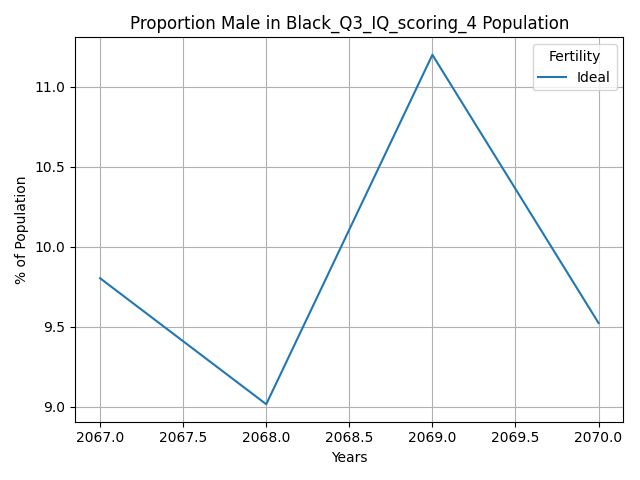 Proportion Male in Black_Q3_IQ_scoring_4 Population
Fertility
Ideal
% of Population
11.0
10.5
10.0
9.5
9.0
2067.0 2067.5 2068.0 2068.5 2069.0 2069.5 2070.0
Years